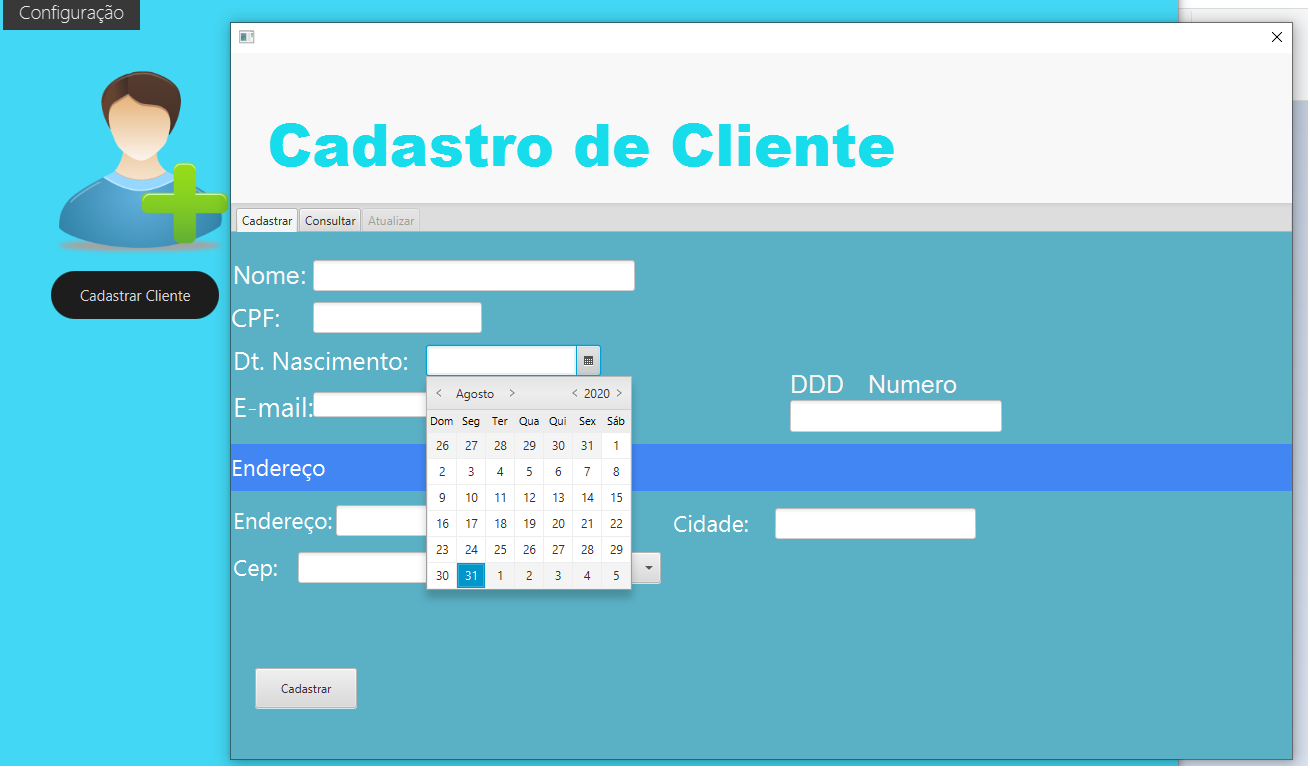 Configuração
Cadastro de Cliente
Cadastrar Consultar Atualizar
Cadastrar Cliente
Nome:
CPF:
Dt. Nascimento:
E-mail:
DDD Numero
< Agosto > < 2020 >
Dom Seg Ter Qua Qui Sex Sáb
26 27 28 29 30 31 1
2 3 4 5 6 7 8
9 10 11 12 13 14 15
16 17 18 19 20 21 22
23 24 25 26 27 28 29
30 31 1 2 3 4 5
Endereço
Endereço:
Cidade:
Cep:
Cadastrar